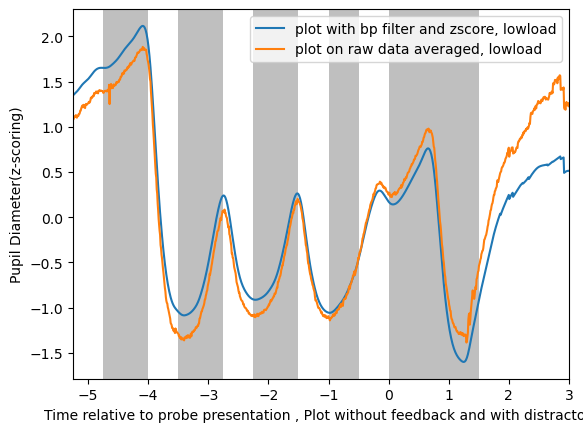 plot with bp filter and zscore, lowload
plot on raw data averaged, lowload
Pupil Diameter(z-scoring)
2.0
1.5
1.0
0.5
0.0
−0.5
−1.0
−1.5
−5 −4 −3 −2 −1 0 1 2 3
Time relative to probe presentation , Plot without feedback and with distracto